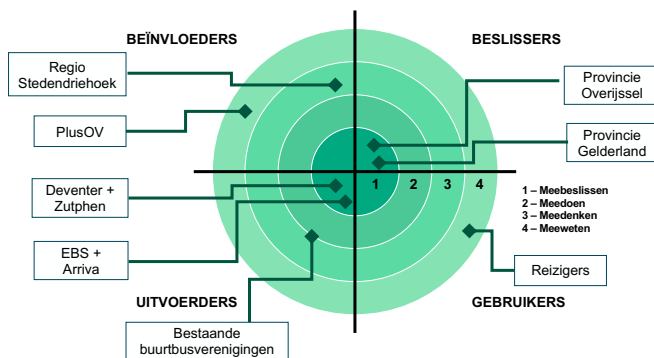 BEÏNVLOEDERS
BESLISSERS
Regio
Stedendriehoek
Provincie
Overijssel
PlusOV
Provincie
Gelderland
1 2 3 4
Deventer +
Zutphen
1 – Meebeslissen
2 – Meedoen
3 – Meedenken
4 – Meeweten
EBS +
Arriva
Reizigers
UITVOERDERS
GEBRUIKERS
Bestaande
buurtbusverenigingen